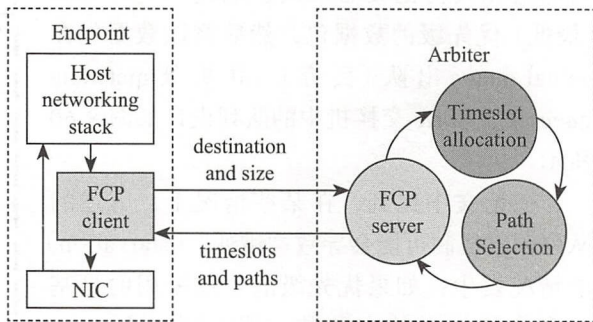 Endpoint
Host
networking
stack
FCP
client
NIC
destination
and size
timeslots
and paths
Arbiter
Timeslot
allocation
FCP
server
Path
Selection